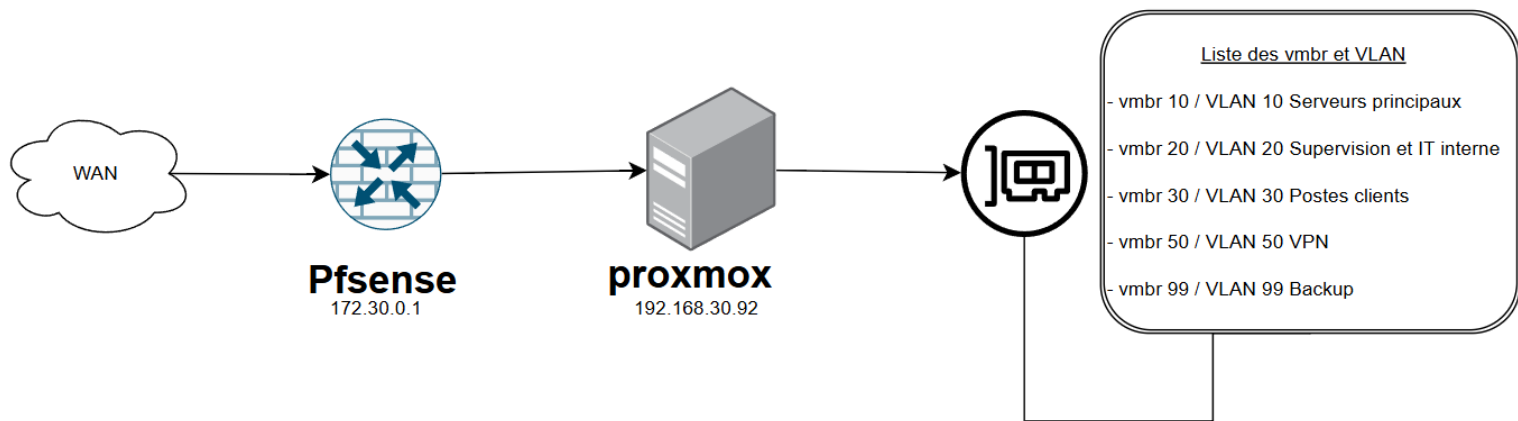 WAN
Pfsense
172.30.0.1
proxmox
192.168.30.92
Liste des vmbr et VLAN
- vmbr 10 / VLAN 10 Serveurs principaux
- vmbr 20 / VLAN 20 Supervision et IT interne
- vmbr 30 / VLAN 30 Postes clients
- vmbr 50 / VLAN 50 VPN
- vmbr 99 / VLAN 99 Backup